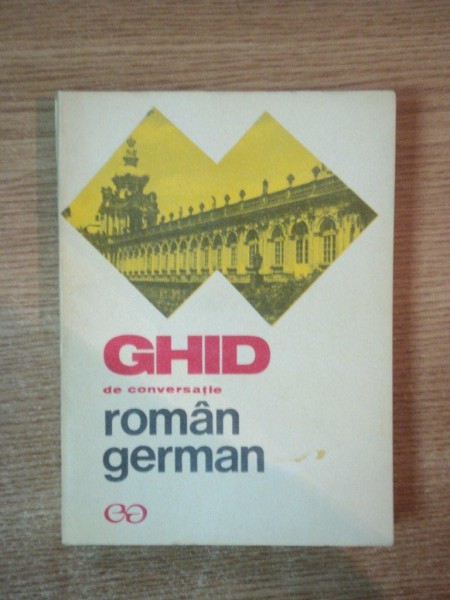 GHID
de conversație
român
german